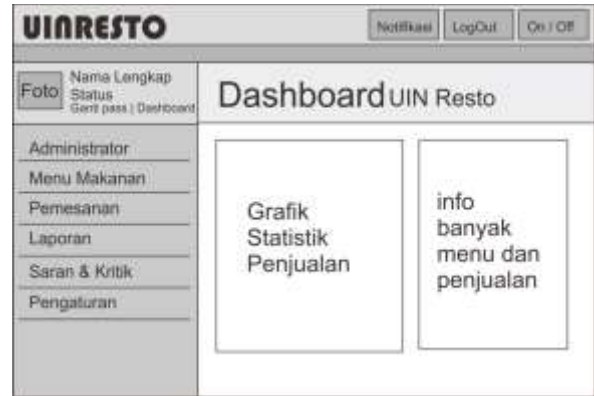 UINRESTO
Notifikasi LogOut On / Off
Foto
Nama Lengkap
Status
Ganti pass | Dashboard
Dashboard UIN Resto
Administrator
Menu Makanan
Pemesanan
Laporan
Saran & Kritik
Pengaturan
Grafik
Statistik
Penjualan
info
banyak
menu dan
penjualan